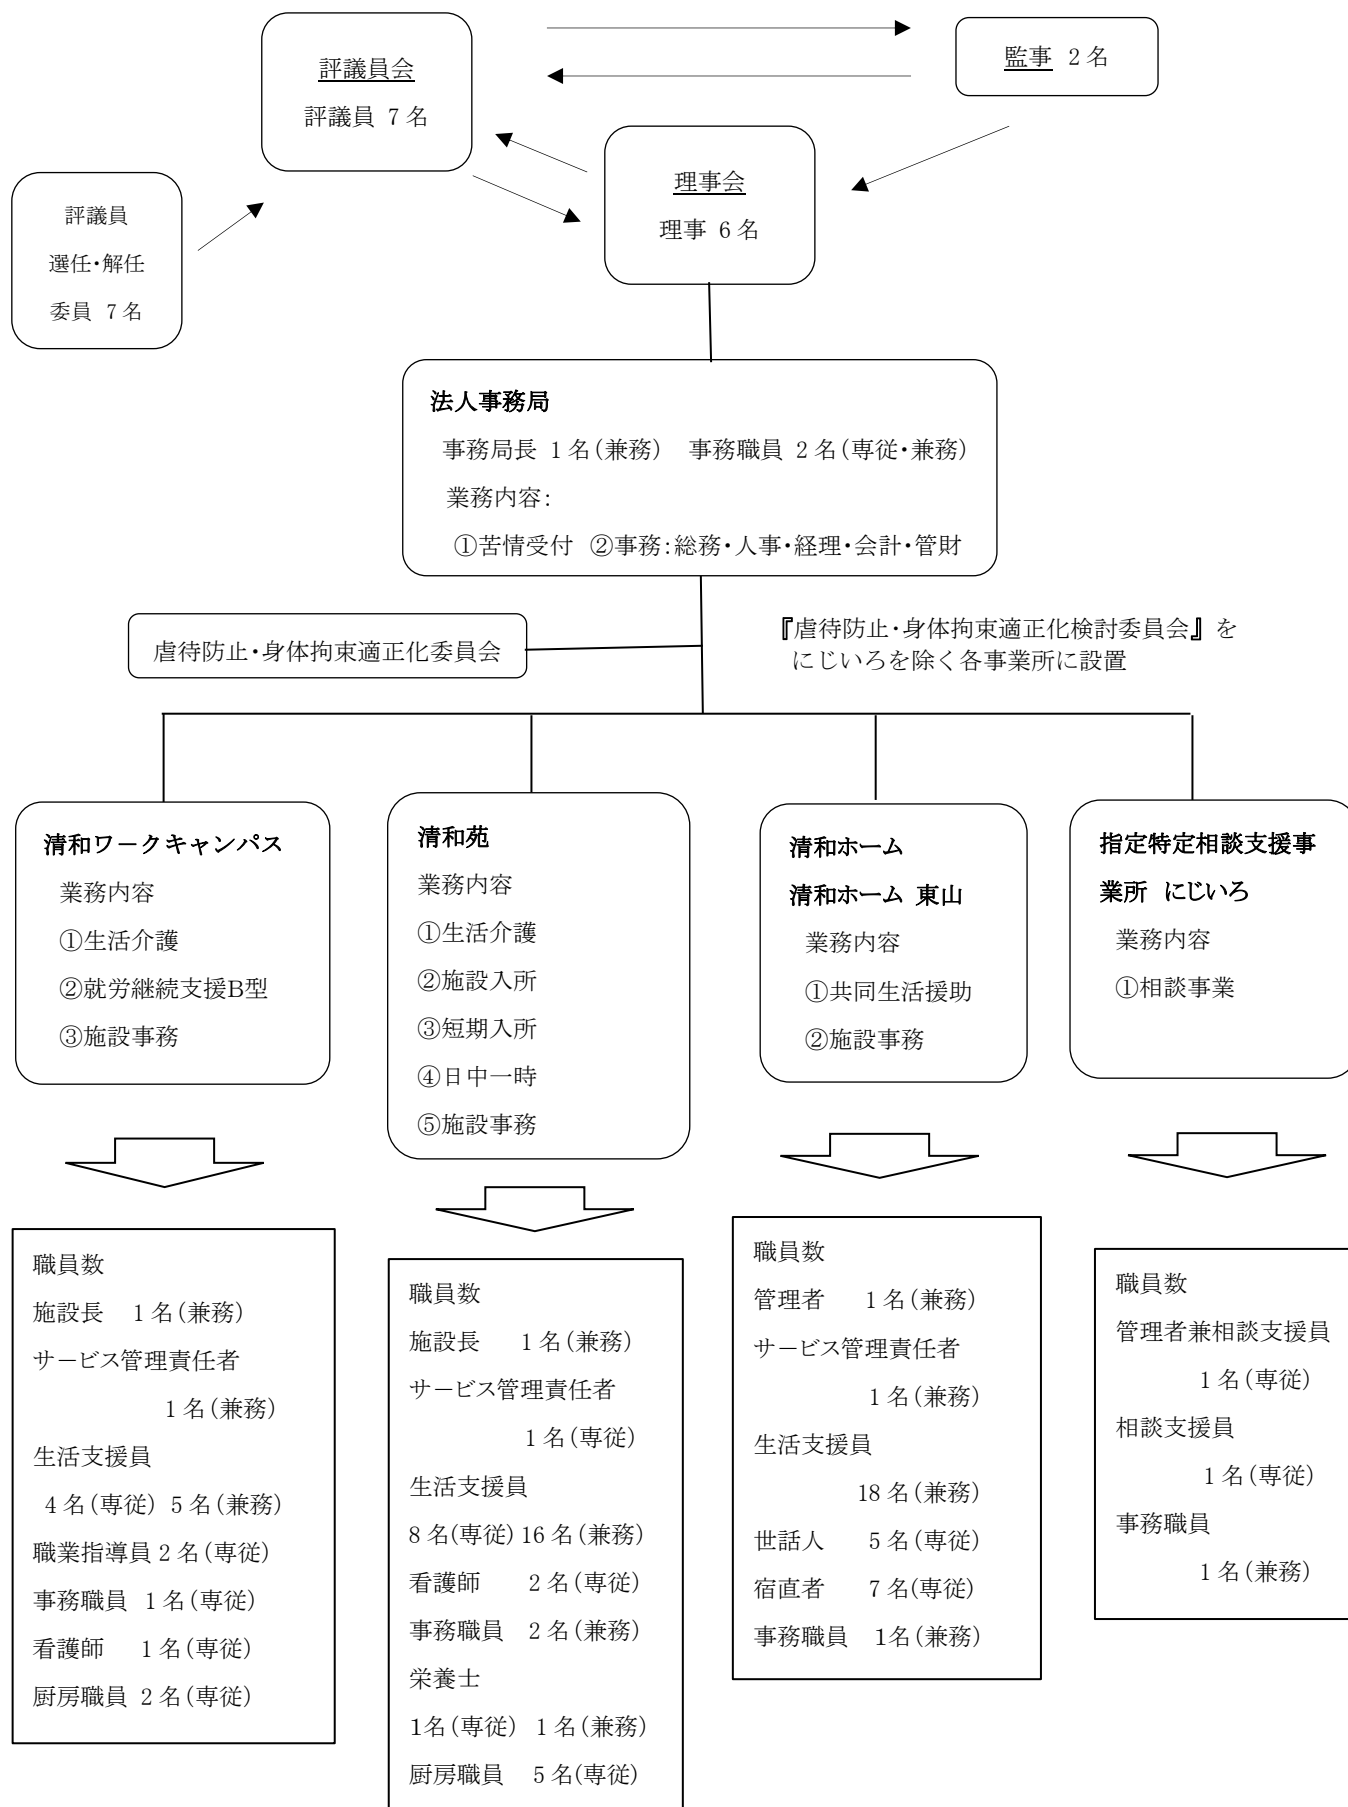 評議員会
評議員 7名
監事 2名
理事会
理事 6名
評議員
選任・解任
委員 7名
法人事務局
事務局長 1名(兼務) 事務職員 2名(専従・兼務)
業務内容:
①苦情受付 ②事務:総務・人事・経理・会計・管財
虐待防止・身体拘束適正化委員会
『虐待防止・身体拘束適正化検討委員会』を
にじいろを除く各事業所に設置
清和ワークキャンパス
業務内容
①生活介護
②就労継続支援B型
③施設事務
清和苑
業務内容
①生活介護
②施設入所
③短期入所
④日中一時
⑤施設事務
清和ホーム
清和ホーム 東山
業務内容
①共同生活援助
②施設事務
指定特定相談支援事
業所 にじいろ
業務内容
①相談事業
職員数
施設長 1名(兼務)
サービス管理責任者
1名(兼務)
生活支援員
4名(専従) 5名(兼務)
職業指導員 2名(専従)
事務職員 1名(専従)
看護師 1名(専従)
厨房職員 2名(専従)
職員数
施設長 1名(兼務)
サービス管理責任者
1名(専従)
生活支援員
8名(専従) 16名(兼務)
看護師 2名(専従)
事務職員 2名(兼務)
栄養士
1名(専従) 1名(兼務)
厨房職員 5名(専従)
職員数
管理者 1名(兼務)
サービス管理責任者
1名(兼務)
生活支援員
18名(兼務)
世話人 5名(専従)
宿直者 7名(専従)
事務職員 1名(兼務)
職員数
管理者兼相談支援員
1名(専従)
相談支援員
1名(専従)
事務職員
1名(兼務)